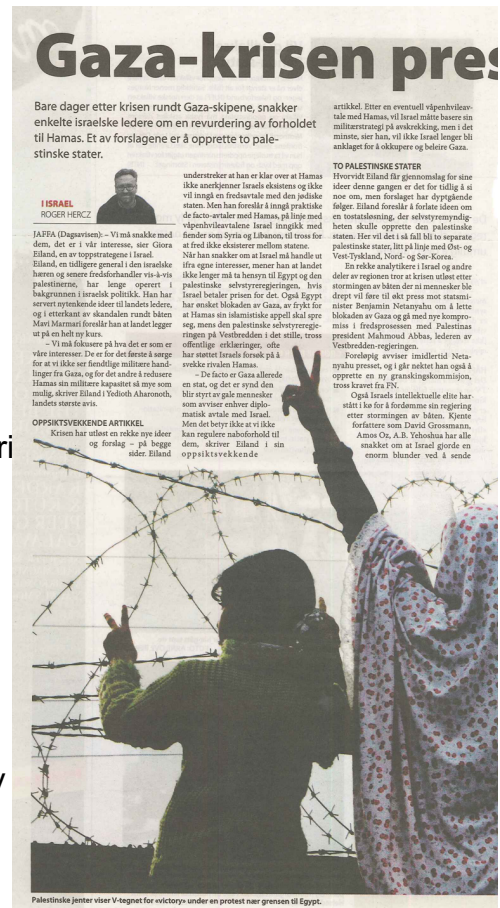 Gaza-krisen pres
Bare dager etter krisen rundt Gaza-skipene, snakker
enkelte israelske ledere om en revurdering av forholdet
til Hamas. Et av forslagene er å opprette to pale-
stinske stater.
I ISRAEL
ROGER HERCZ
JAFFA (Dagsavisen): – Vi må snakke med
dem, det er i vår interesse, sier Giora
Eiland, en av toppstrategene i Israel.
Eiland, en tidligere general i den israelske
hæren og senere fredsforhandler vis-à-vis
palestinerne, har lenge operert i
bakgrunnen i israelsk politikk. Han har
servert nytenkende ideer til landets ledere,
og i etterkant av skandalen rundt båten
Mavi Marmari foreslår han at landet legger
ut på en helt ny kurs.
– Vi må fokusere på hva det er som er
våre interesser. De er for det første å sørge
for at vi ikke ser fiendtlige militære hand-
linger fra Gaza, og for det andre å redusere
Hamas sin militære kapasitet så mye som
mulig, skriver Eiland i Yedioth Aharonoth,
landets største avis.
OPPSIKTSVEKKENDE ARTIKKEL
Krisen har utløst en rekke nye ideer
og forslag – på begge
sider. Eiland
understreker at han er klar over at Hamas
ikke anerkjenner Israels eksistens og ikke
vil inngå en fredsavtale med den jødiske
staten. Men han foreslår å inngå praktiske
de facto-avtaler med Hamas, på linje med
våpenhvileavtalene Israel inngikk med
fiender som Syria og Libanon, til tross for
at fred ikke eksisterer mellom statene.
Når han snakker om at Israel må handle ut
ifra egne interesser, mener han at landet
ikke lenger må ta hensyn til Egypt og den
palestinske selvstyreregjeringen, hvis
Israel betaler prisen for det. Også Egypt
har ønsket blokaden av Gaza, av frykt for
at Hamas sin islamistiske appell skal spre
seg, mens den palestinske selvstyreregje-
ringen på Vestbredden i det stille, tross
offentlige erklæringer, ofte
har støttet Israels forsøk på å
svekke rivalen Hamas.
– De facto er Gaza allerede
en stat, og det er synd den
blir styrt av gale mennesker
som avviser enhver diplo-
matisk avtale med Israel.
Men det betyr ikke at vi ikke
kan regulere naboforhold til
dem, skriver Eiland i sin
oppsiktsvekkende
artikkel. Etter en eventuell våpenhvileav-
tale med Hamas, vil Israel måtte basere sin
militærstrategi på avskrekking, men i det
minste, sier han, vil ikke Israel lenger bli
anklaget for å okkupere og beleire Gaza.
TO PALESTINSKE STATER
Hvorvidt Eiland får gjennomslag for sine
ideer denne gangen er det for tidlig å si
noe om, men forslaget har dyptgående
følger. Eiland foreslår å forlate ideen om
en tostatsløsning, der selvstyremyndig-
heten skulle opprette den palestinske
staten. Her vil det i så fall bli to separate
palestinske stater, litt på linje med Øst- og
Vest-Tyskland, Nord- og Sør-Korea.
En rekke analytikere i Israel og andre
deler av regionen tror at krisen utløst etter
stormingen av båten der ni mennesker ble
drept vil føre til økt press mot statsmi-
nister Benjamin Netanyahu om å lette
blokaden av Gaza og gå med nye kompro-
miss i fredsprosessen med Palestinas
president Mahmoud Abbas, lederen av
Vestbredden-regjeringen.
Foreløpig avviser imidlertid Neta-
nyahu presset, og i går nektet han også å
opprette en ny granskingskommisjon,
tross kravet fra FN.
Også Israels intellektuelle elite har
stått i kø for å fordømme sin regjering
etter stormingen av båten. Kjente
forfattere som David Grossmann,
Amos Oz, A.B. Yehoshua har alle
snakket om at Israel gjorde en
enorm blunder ved å sende
ri
y
Palestinske jenter viser V-tegnet for «victory» under en protest nær grensen til Egypt.